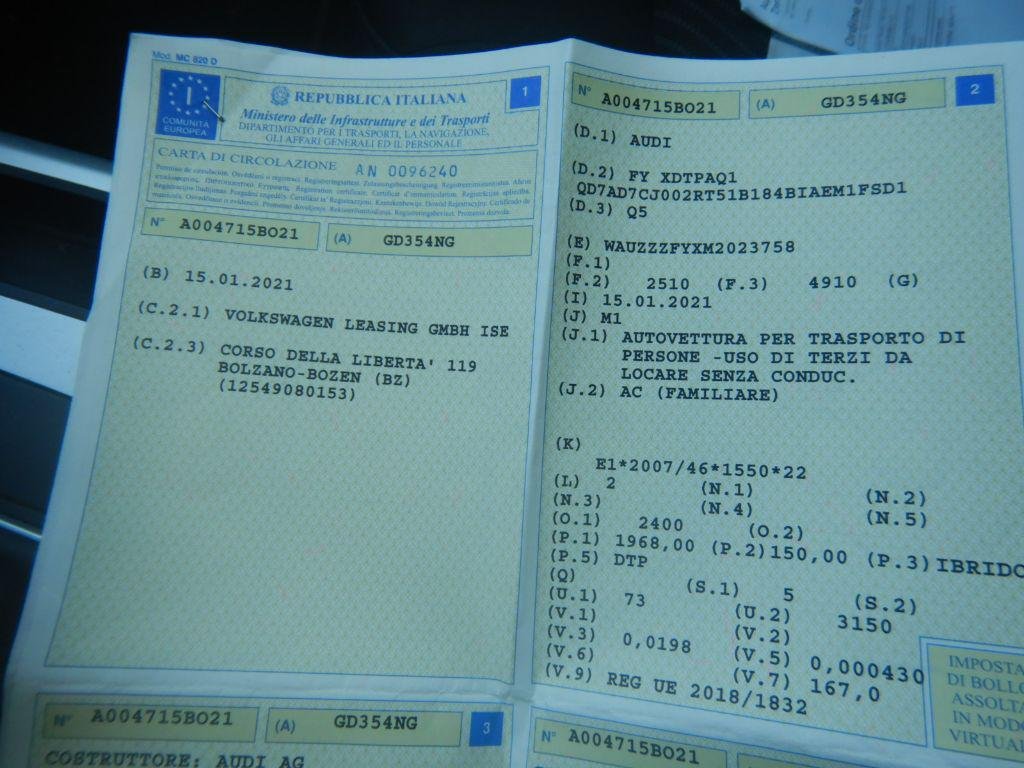 Mod. MC 820 D
I
COMUNITÀ
EUROPEA
REPUBBLICA ITALIANA
Ministero delle Infrastrutture e dei Trasporti
DIPARTIMENTO PER I TRASPORTI, LA NAVIGAZIONE,
GLI AFFARI GENERALI ED IL PERSONALE
1
CARTA DI CIRCOLAZIONE AN 0096240
N° A004715BO21 (A) GD354NG
(B) 15.01.2021
(C.2.1) VOLKSWAGEN LEASING GMBH ISE
(C.2.3) CORSO DELLA LIBERTA' 119
BOLZANO-BOZEN (BZ)
(12549080153)
N° A004715BO21 (A) GD354NG 2
(D.1) AUDI
(D.2) FY XDTPAQ1
QD7AD7CJ002RT51B184BIAEM1FSD1
(D.3) Q5
(E) WAUZZZFYXM2023758
(F.1)
(F.2) 2510 (F.3) 4910 (G)
(I) 15.01.2021
(J) M1
(J.1) AUTOVETTURA PER TRASPORTO DI
PERSONE -USO DI TERZI DA
LOCARE SENZA CONDUC.
(J.2) AC (FAMILIARE)
(K)
E1*2007/46*1550*22
(L) 2 (N.1) (N.2)
(N.3) (N.4) (N.5)
(O.1) 2400 (O.2)
(P.1) 1968,00 (P.2) 150,00 (P.3) IBRIDO
(P.5) DTP
(Q) (S.1) 5 (S.2)
(U.1) 73 (U.2) 3150
(V.1) (V.2)
(V.3) 0,0198 (V.5) 0,000430
(V.6) (V.7) 167,0
(V.9) REG UE 2018/1832
IMPOSTA
DI BOLLO
ASSOLTA
IN MODO
VIRTUAL
N° A004715BO21 (A) GD354NG 3
COSTRUTTORE: AUDI AG
N° A004715BO21